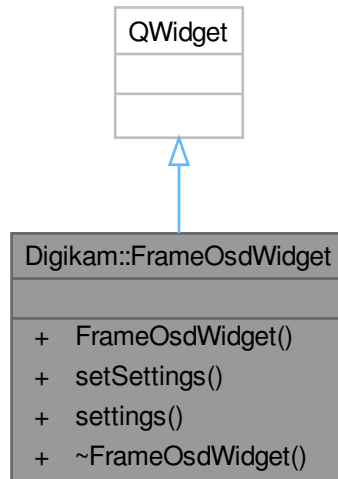 QWidget
Digikam::FrameOsdWidget
+ FrameOsdWidget()
+ setSettings()
+ settings()
+ ~FrameOsdWidget()